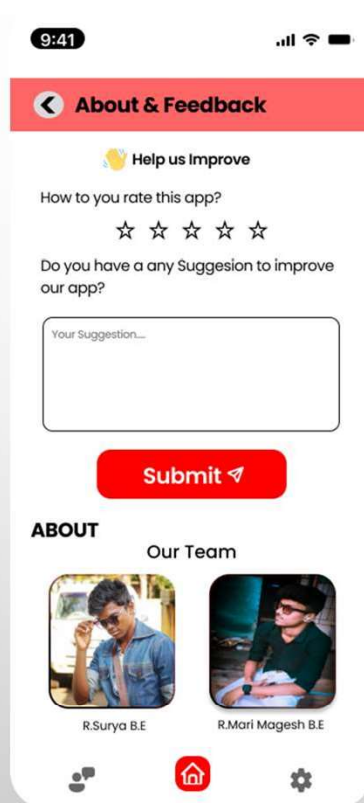 9:41
About & Feedback
Help us Improve
How to you rate this app?
Do you have a any Suggesion to improve
our app?
Your Suggestion....
Submit
ABOUT
Our Team
R.Surya B.E
R.Mari Magesh B.E